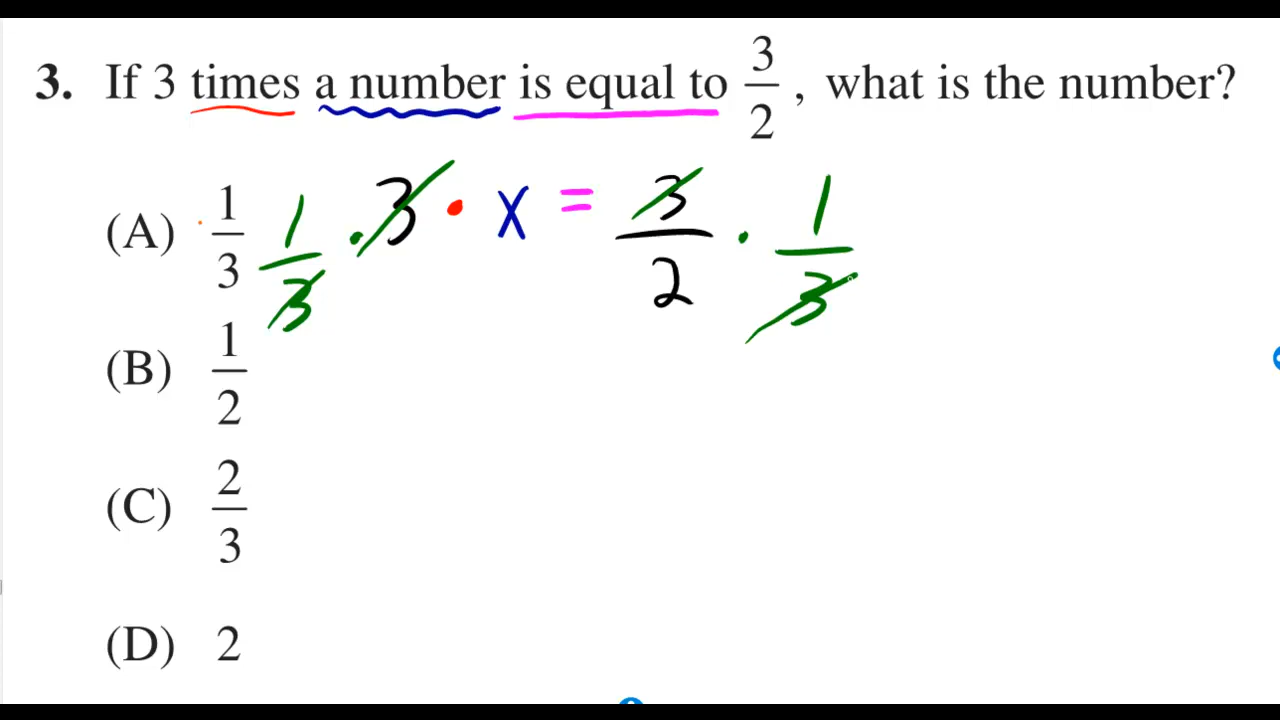 3. If 3 times a number is equal to 3/2, what is the number?
(A) 1/3
1/3 · 3 · x = 3/2 · 1/3
(B) 1/2
(C) 2/3
(D) 2